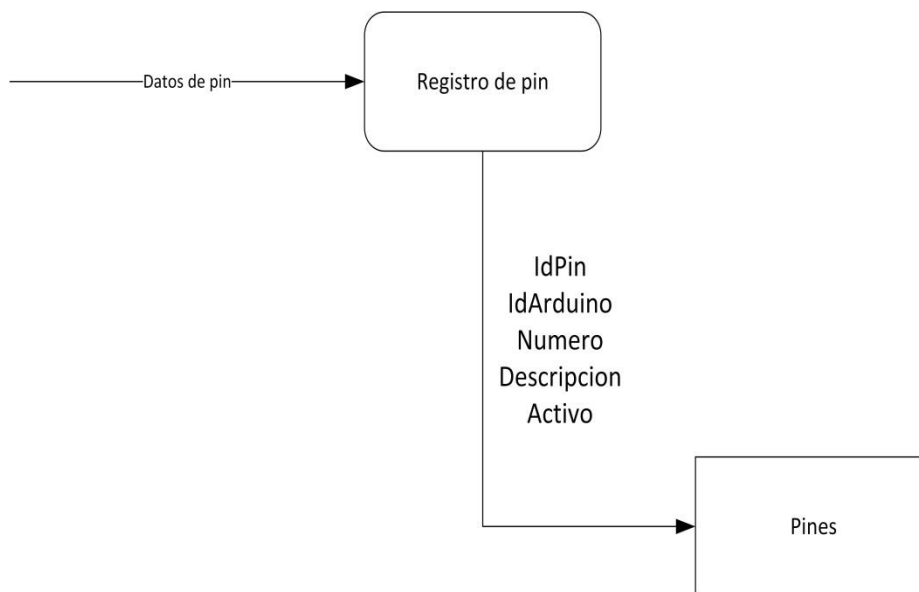 Datos de pin
Registro de pin
IdPin
IdArduino
Numero
Descripcion
Activo
Pines